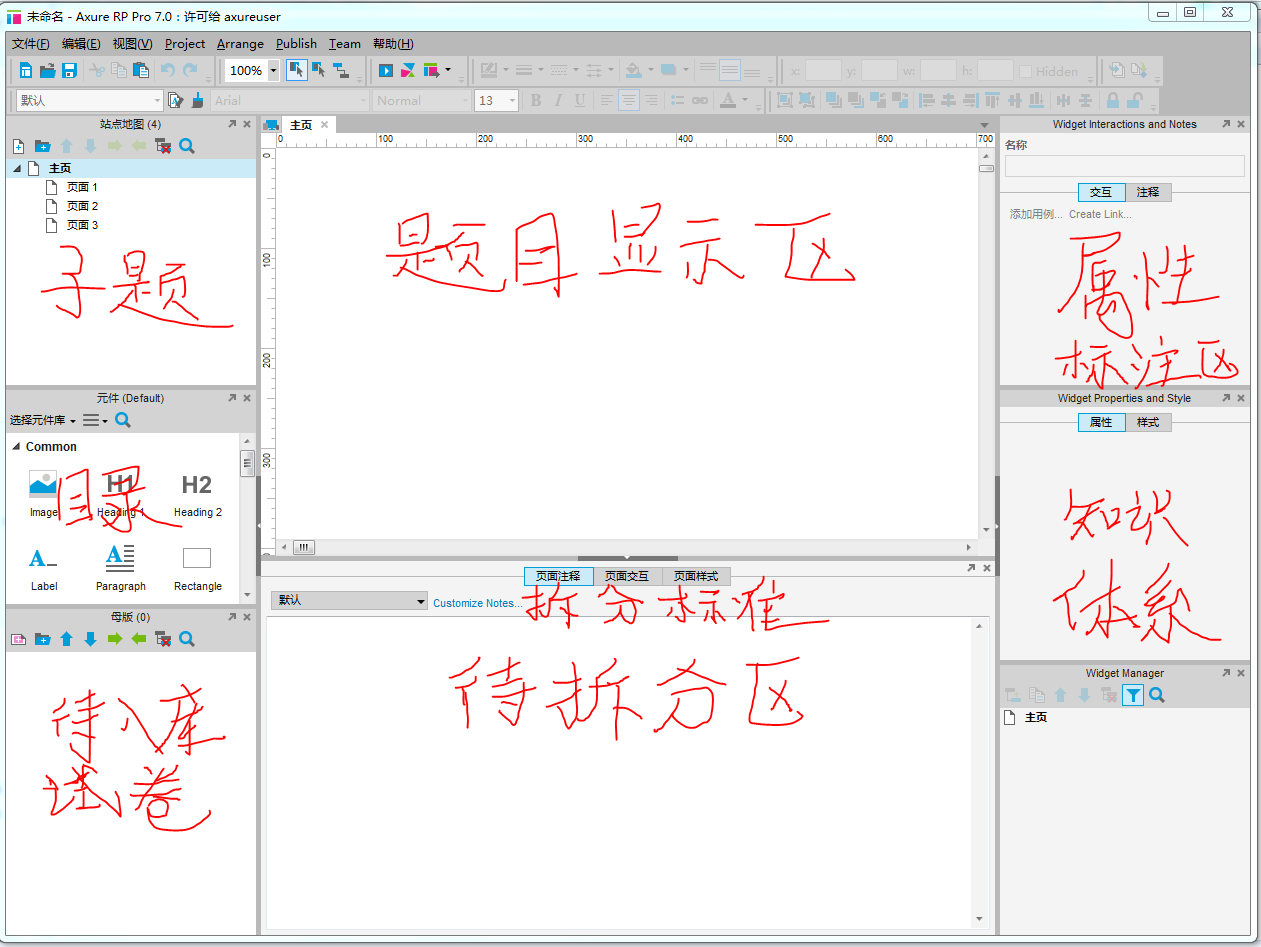 未命名 - Axure RP Pro 7.0 : 许可给 axureuser
文件(F) 编辑(E) 视图(V) Project Arrange Publish Team 帮助(H)
100% x: y: w: h: Hidden
默认 Arial Normal 13 B I U A
站点地图 (4)
主页
页面 1
页面 2
页面 3
子题
元件 (Default)
选择元件库
Common
H1 H2
Image Heading 1 Heading 2
目录
A A
Label Paragraph Rectangle
母版 (0)
待入库
试卷
主页
0 100 200 300 400 500 600 700
0
100
200
300
题目显示区
页面注释 页面交互 页面样式
默认 Customize Notes...
拆分标准
待拆分区
Widget Interactions and Notes
名称
交互 注释
添加用例... Create Link...
属性
标注区
Widget Properties and Style
属性 样式
知识
体系
Widget Manager
主页